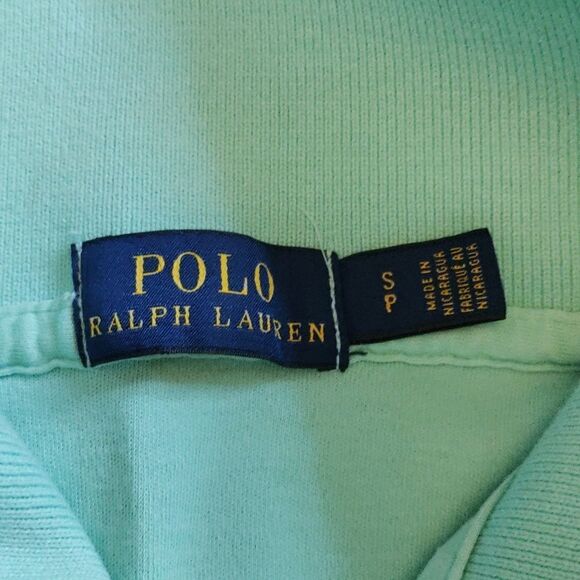 POLO
RALPH LAUREN
S
P
MADE IN
NICARAGUA
FABRIQUÉ AU
NICARAGUA